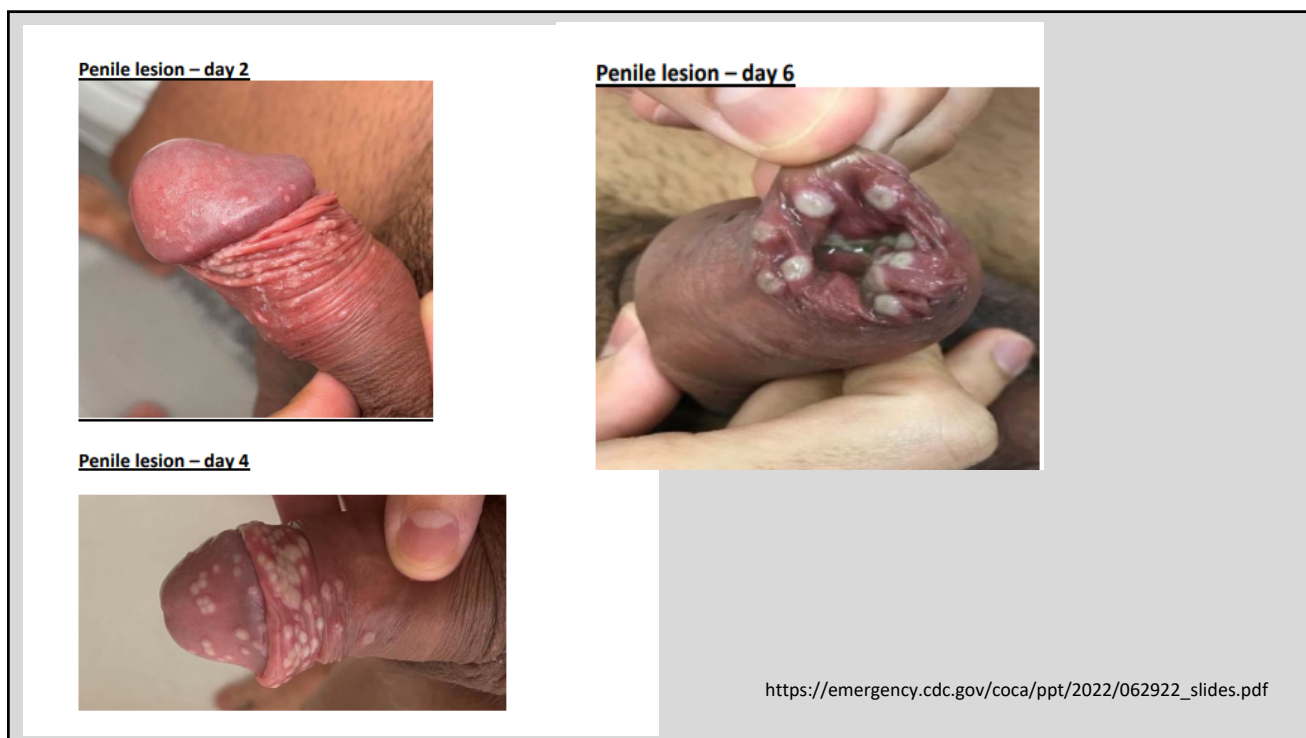 Penile lesion – day 2
Penile lesion – day 6
Penile lesion – day 4
https://emergency.cdc.gov/coca/ppt/2022/062922_slides.pdf